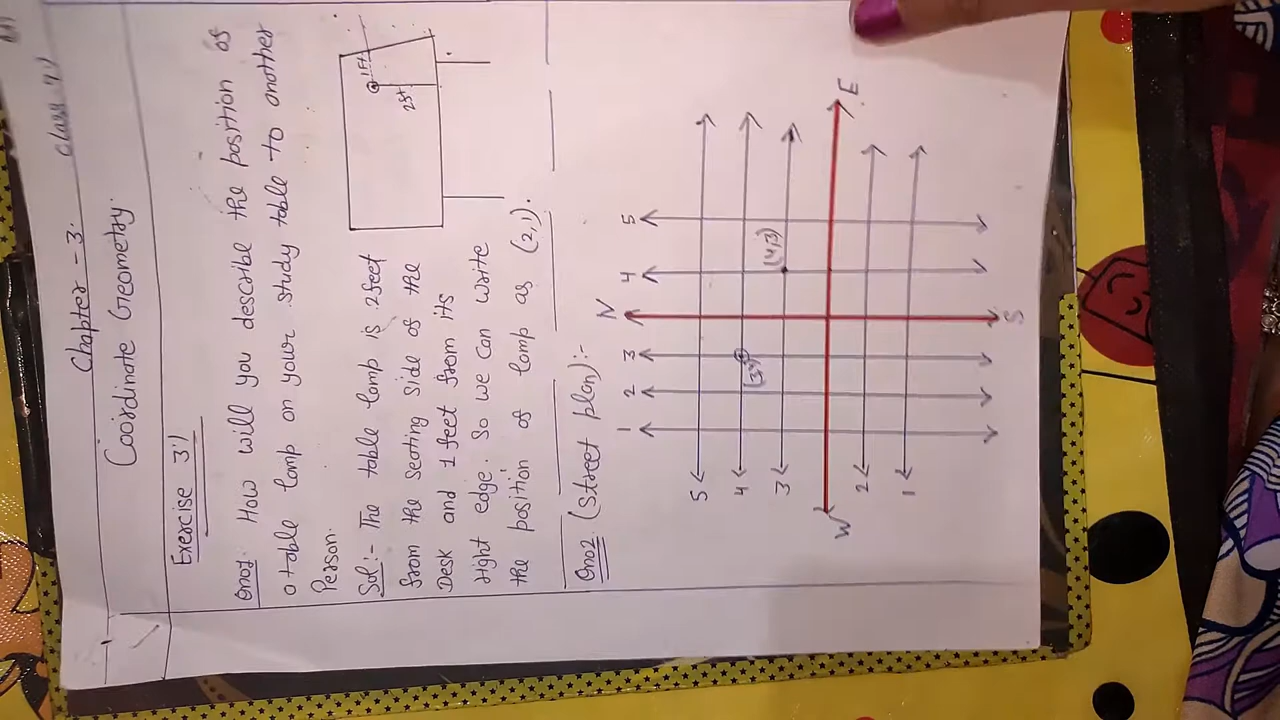 Chapter - 3.
Class 9th
Coordinate Geometry.
Exercise 3.1
Qno1. How will you describe the position of
a table lamp on your study table to another
Person.
Sol:- The table lamp is 2 feet
from the seating side of the
Desk and 1 feet from its
right edge. So we can write
the position of lamp as (2,1).
1Ft
2ft
Qno2 (Street plan):-
N
1 2 3 4 5
5
4
(3,4)
3
(4,3)
W
E
2
1
S